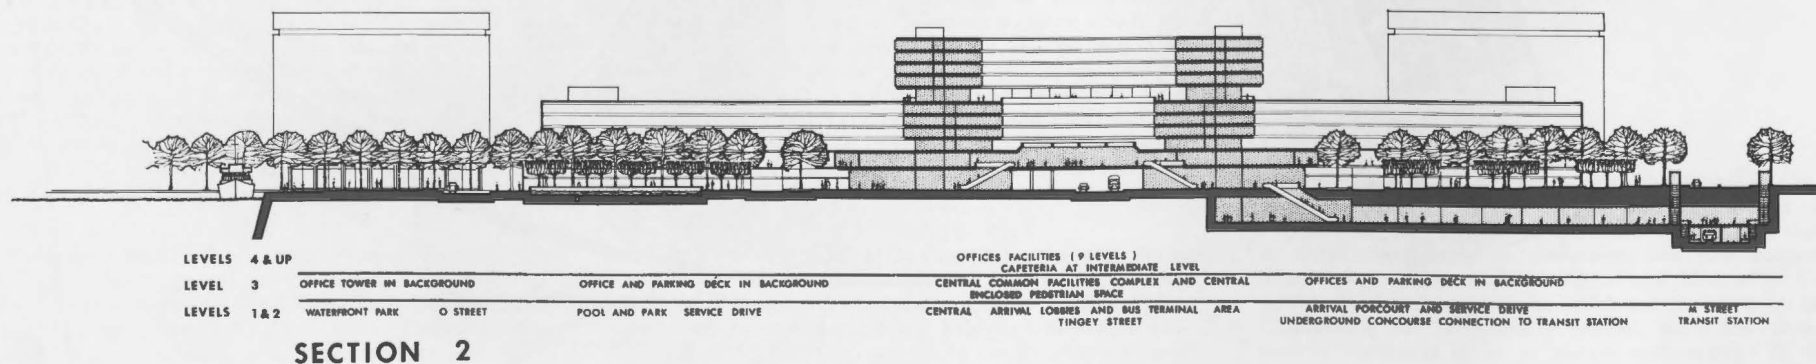 LEVELS 4 & UP
OFFICES FACILITIES ( 9 LEVELS )
CAFETERIA AT INTERMEDIATE LEVEL
LEVEL 3 OFFICE TOWER IN BACKGROUND OFFICE AND PARKING DECK IN BACKGROUND CENTRAL COMMON FACILITIES COMPLEX AND CENTRAL OFFICES AND PARKING DECK IN BACKGROUND
ENCLOSED PEDSTRIAN SPACE
LEVELS 1 & 2 WATERFRONT PARK O STREET POOL AND PARK SERVICE DRIVE CENTRAL ARRIVAL LOBBIES AND BUS TERMINAL AREA ARRIVAL FORCOURT AND SERVICE DRIVE M STREET
TINGEY STREET UNDERGROUND CONCOURSE CONNECTION TO TRANSIT STATION TRANSIT STATION
SECTION 2